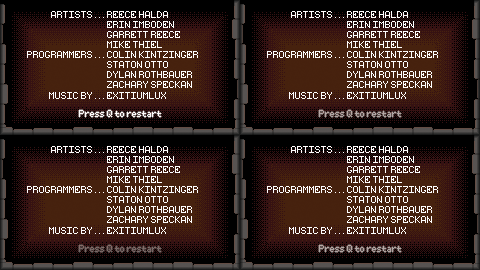 ARTISTS...REECE HALDA
ERIN IMBODEN
GARRETT REECE
MIKE THIEL
PROGRAMMERS...COLIN KINTZINGER
STATON OTTO
DYLAN ROTHBAUER
ZACHARY SPECKAN
MUSIC BY...EXITIUMLUX
Press Q to restart
ARTISTS...REECE HALDA
ERIN IMBODEN
GARRETT REECE
MIKE THIEL
PROGRAMMERS...COLIN KINTZINGER
STATON OTTO
DYLAN ROTHBAUER
ZACHARY SPECKAN
MUSIC BY...EXITIUMLUX
Press Q to restart
ARTISTS...REECE HALDA
ERIN IMBODEN
GARRETT REECE
MIKE THIEL
PROGRAMMERS...COLIN KINTZINGER
STATON OTTO
DYLAN ROTHBAUER
ZACHARY SPECKAN
MUSIC BY...EXITIUMLUX
Press Q to restart
ARTISTS...REECE HALDA
ERIN IMBODEN
GARRETT REECE
MIKE THIEL
PROGRAMMERS...COLIN KINTZINGER
STATON OTTO
DYLAN ROTHBAUER
ZACHARY SPECKAN
MUSIC BY...EXITIUMLUX
Press Q to restart